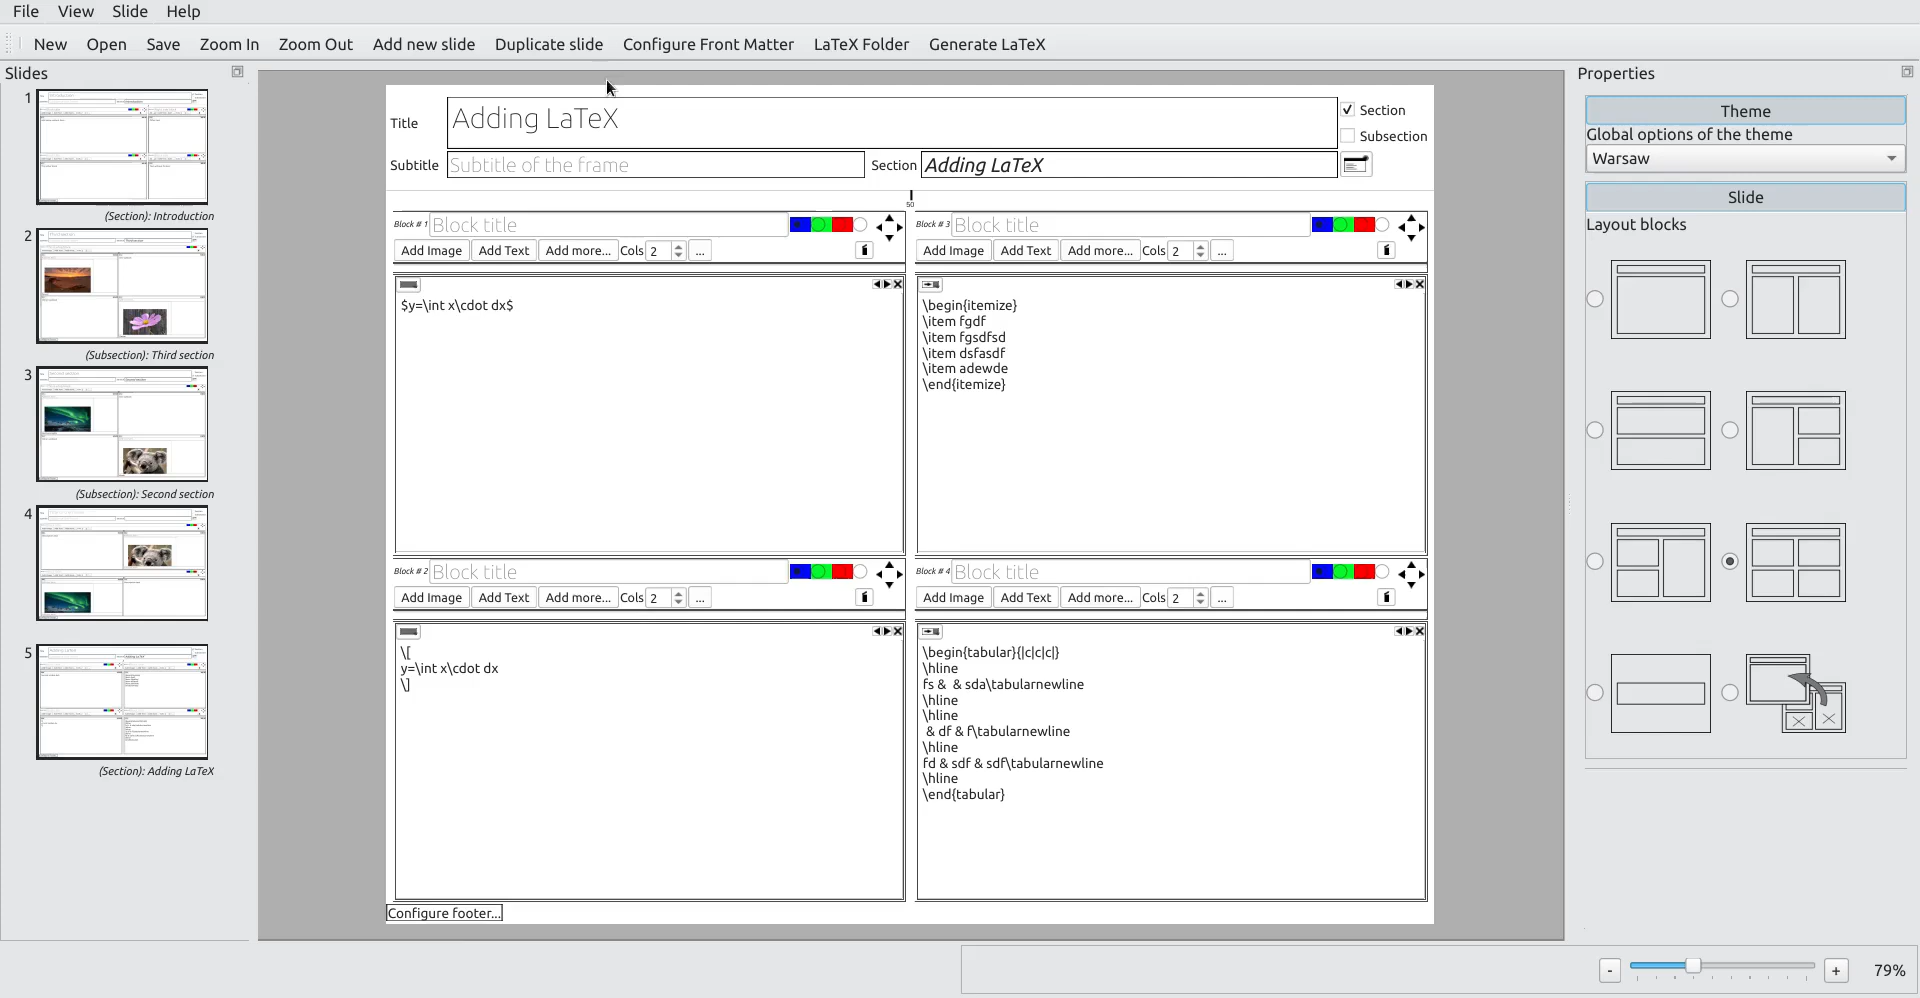 File View Slide Help
New Open Save Zoom In Zoom Out Add new slide Duplicate slide Configure Front Matter LaTeX Folder Generate LaTeX
Slides
1
(Section): Introduction
2
(Subsection): Third section
3
(Subsection): Second section
4
5
(Section): Adding LaTeX
Title Adding LaTeX
Section
Subsection
Subtitle Subtitle of the frame Section Adding LaTeX
50
Block # 1 Block title
Add Image Add Text Add more... Cols 2 ...
$y=\int x\cdot dx$
Block # 3 Block title
Add Image Add Text Add more... Cols 2 ...
\begin{itemize}
\item fgdf
\item fgsdfsd
\item dsfasdf
\item adewde
\end{itemize}
Block # 2 Block title
Add Image Add Text Add more... Cols 2 ...
\[
y=\int x\cdot dx
\]
Block # 4 Block title
Add Image Add Text Add more... Cols 2 ...
\begin{tabular}{|c|c|c|}
\hline
fs &  & sda\tabularnewline
\hline
\hline
 & df & f\tabularnewline
\hline
fd & sdf & sdf\tabularnewline
\hline
\end{tabular}
Configure footer...
Properties
Theme
Global options of the theme
Warsaw
Slide
Layout blocks
- + 79%